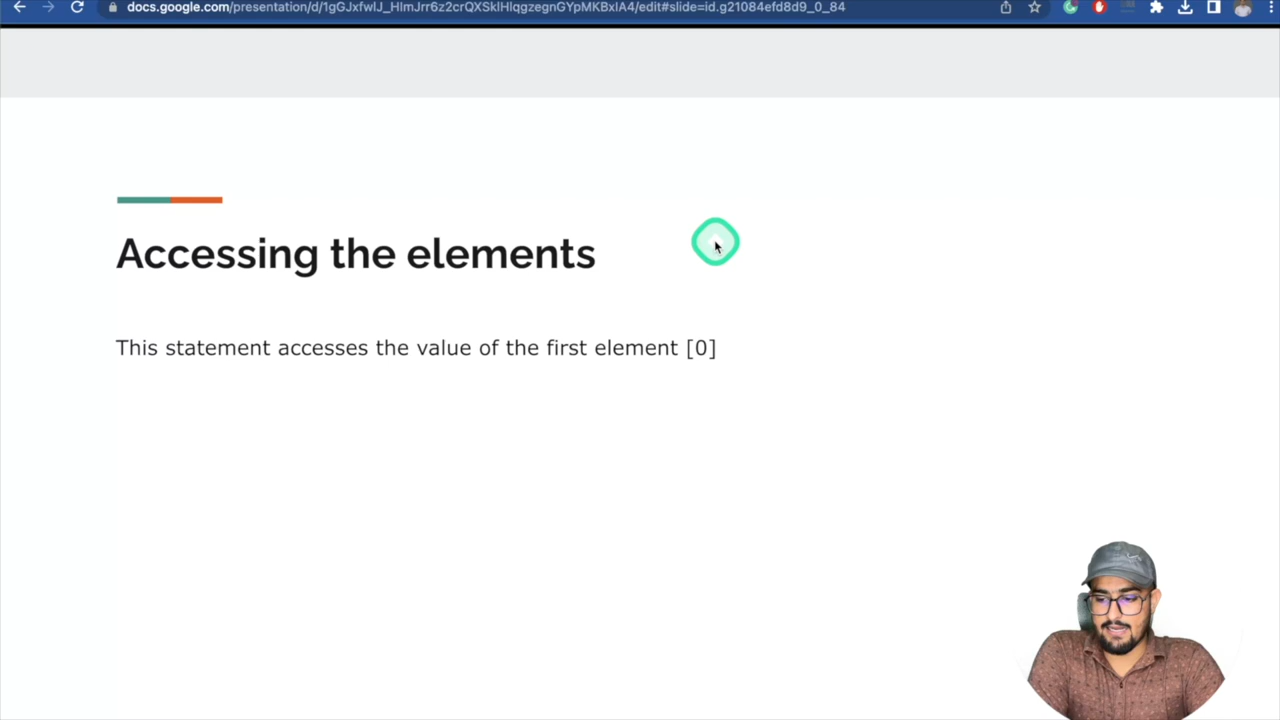 docs.google.com/presentation/d/1gGJxfwIJ_HImJrr6z2crQXSkIHIqgzegnGYpMKBxIA4/edit#slide=id.g21084efd8d9_0_84
Accessing the elements
This statement accesses the value of the first element [0]